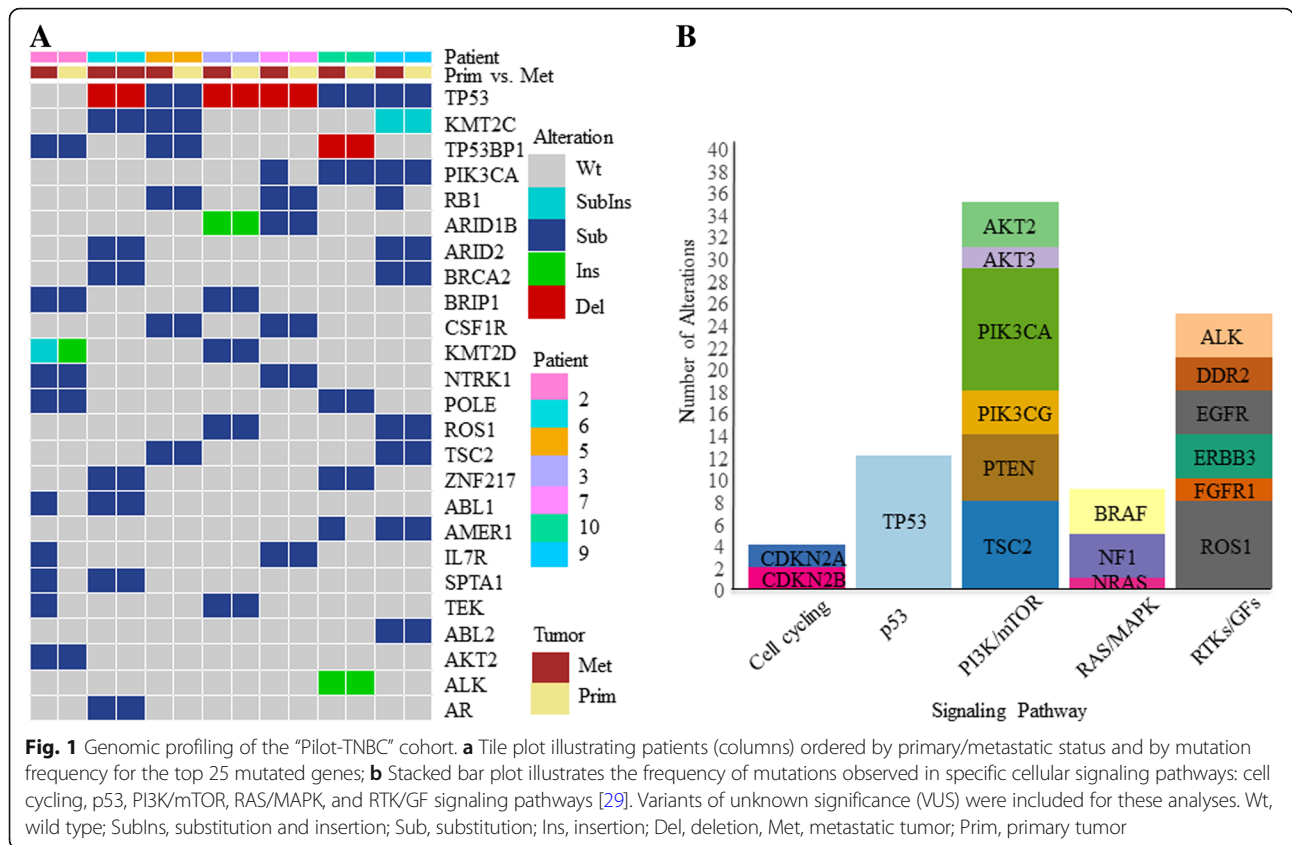 A
Patient
Prim vs. Met
TP53
KMT2C
TP53BP1
PIK3CA
RB1
ARID1B
ARID2
BRCA2
BRIP1
CSF1R
KMT2D
NTRK1
POLE
ROS1
TSC2
ZNF217
ABL1
AMER1
IL7R
SPTA1
TEK
ABL2
AKT2
ALK
AR
Alteration
Wt
SubIns
Sub
Ins
Del
Patient
2
6
5
3
7
10
9
Tumor
Met
Prim
B
Number of Alterations
40
38
36
34
32
30
28
26
24
22
20
18
16
14
12
10
8
6
4
2
0
CDKN2A
CDKN2B
TP53
AKT2
AKT3
PIK3CA
PIK3CG
PTEN
TSC2
BRAF
NF1
NRAS
ALK
DDR2
EGFR
ERBB3
FGFR1
ROS1
Cell cycling
p53
PI3K/mTOR
RAS/MAPK
RTKs/GFs
Signaling Pathway
Fig. 1 Genomic profiling of the “Pilot-TNBC” cohort. a Tile plot illustrating patients (columns) ordered by primary/metastatic status and by mutation
frequency for the top 25 mutated genes; b Stacked bar plot illustrates the frequency of mutations observed in specific cellular signaling pathways: cell
cycling, p53, PI3K/mTOR, RAS/MAPK, and RTK/GF signaling pathways [29]. Variants of unknown significance (VUS) were included for these analyses. Wt,
wild type; SubIns, substitution and insertion; Sub, substitution; Ins, insertion; Del, deletion, Met, metastatic tumor; Prim, primary tumor